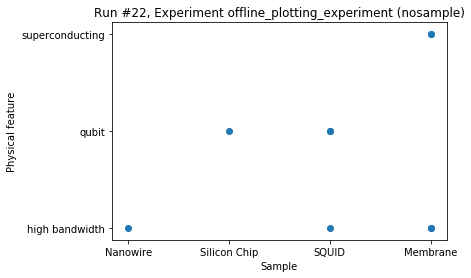 Run #22, Experiment offline_plotting_experiment (nosample)
superconducting
Physical feature
qubit
high bandwidth
Nanowire Silicon Chip SQUID Membrane
Sample